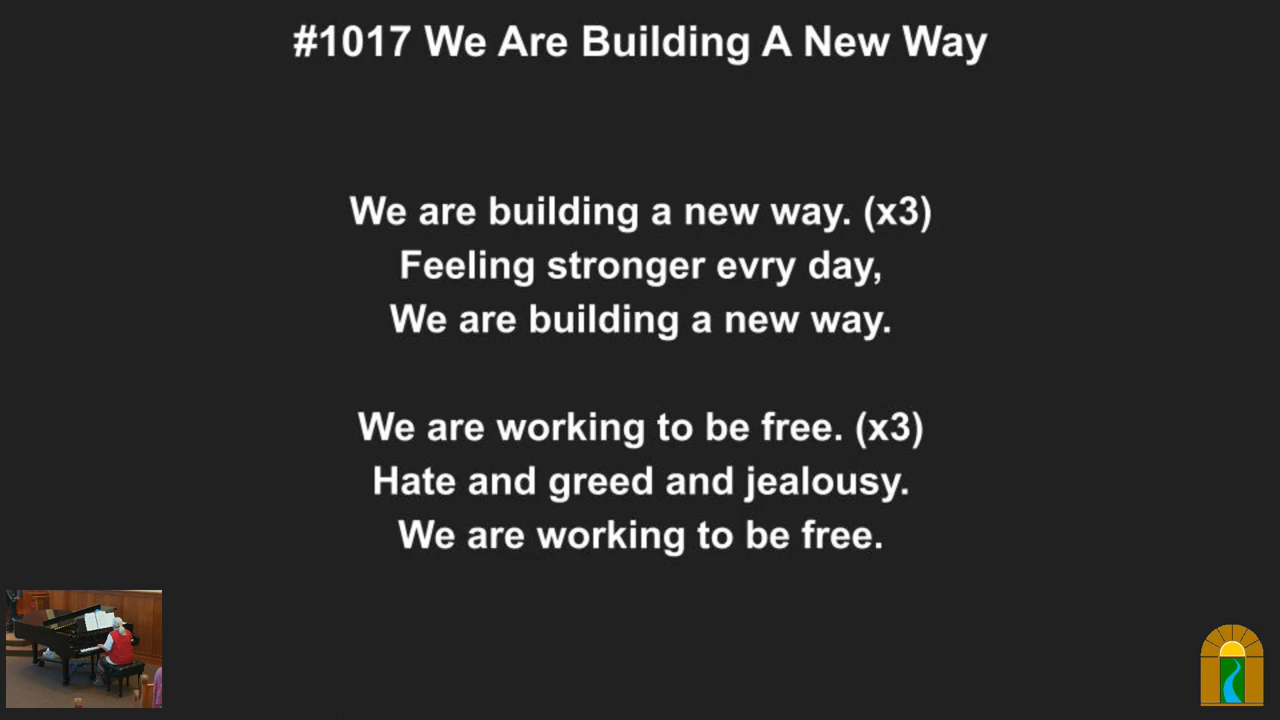 #1017 We Are Building A New Way
We are building a new way. (x3)
Feeling stronger evry day,
We are building a new way.
We are working to be free. (x3)
Hate and greed and jealousy.
We are working to be free.